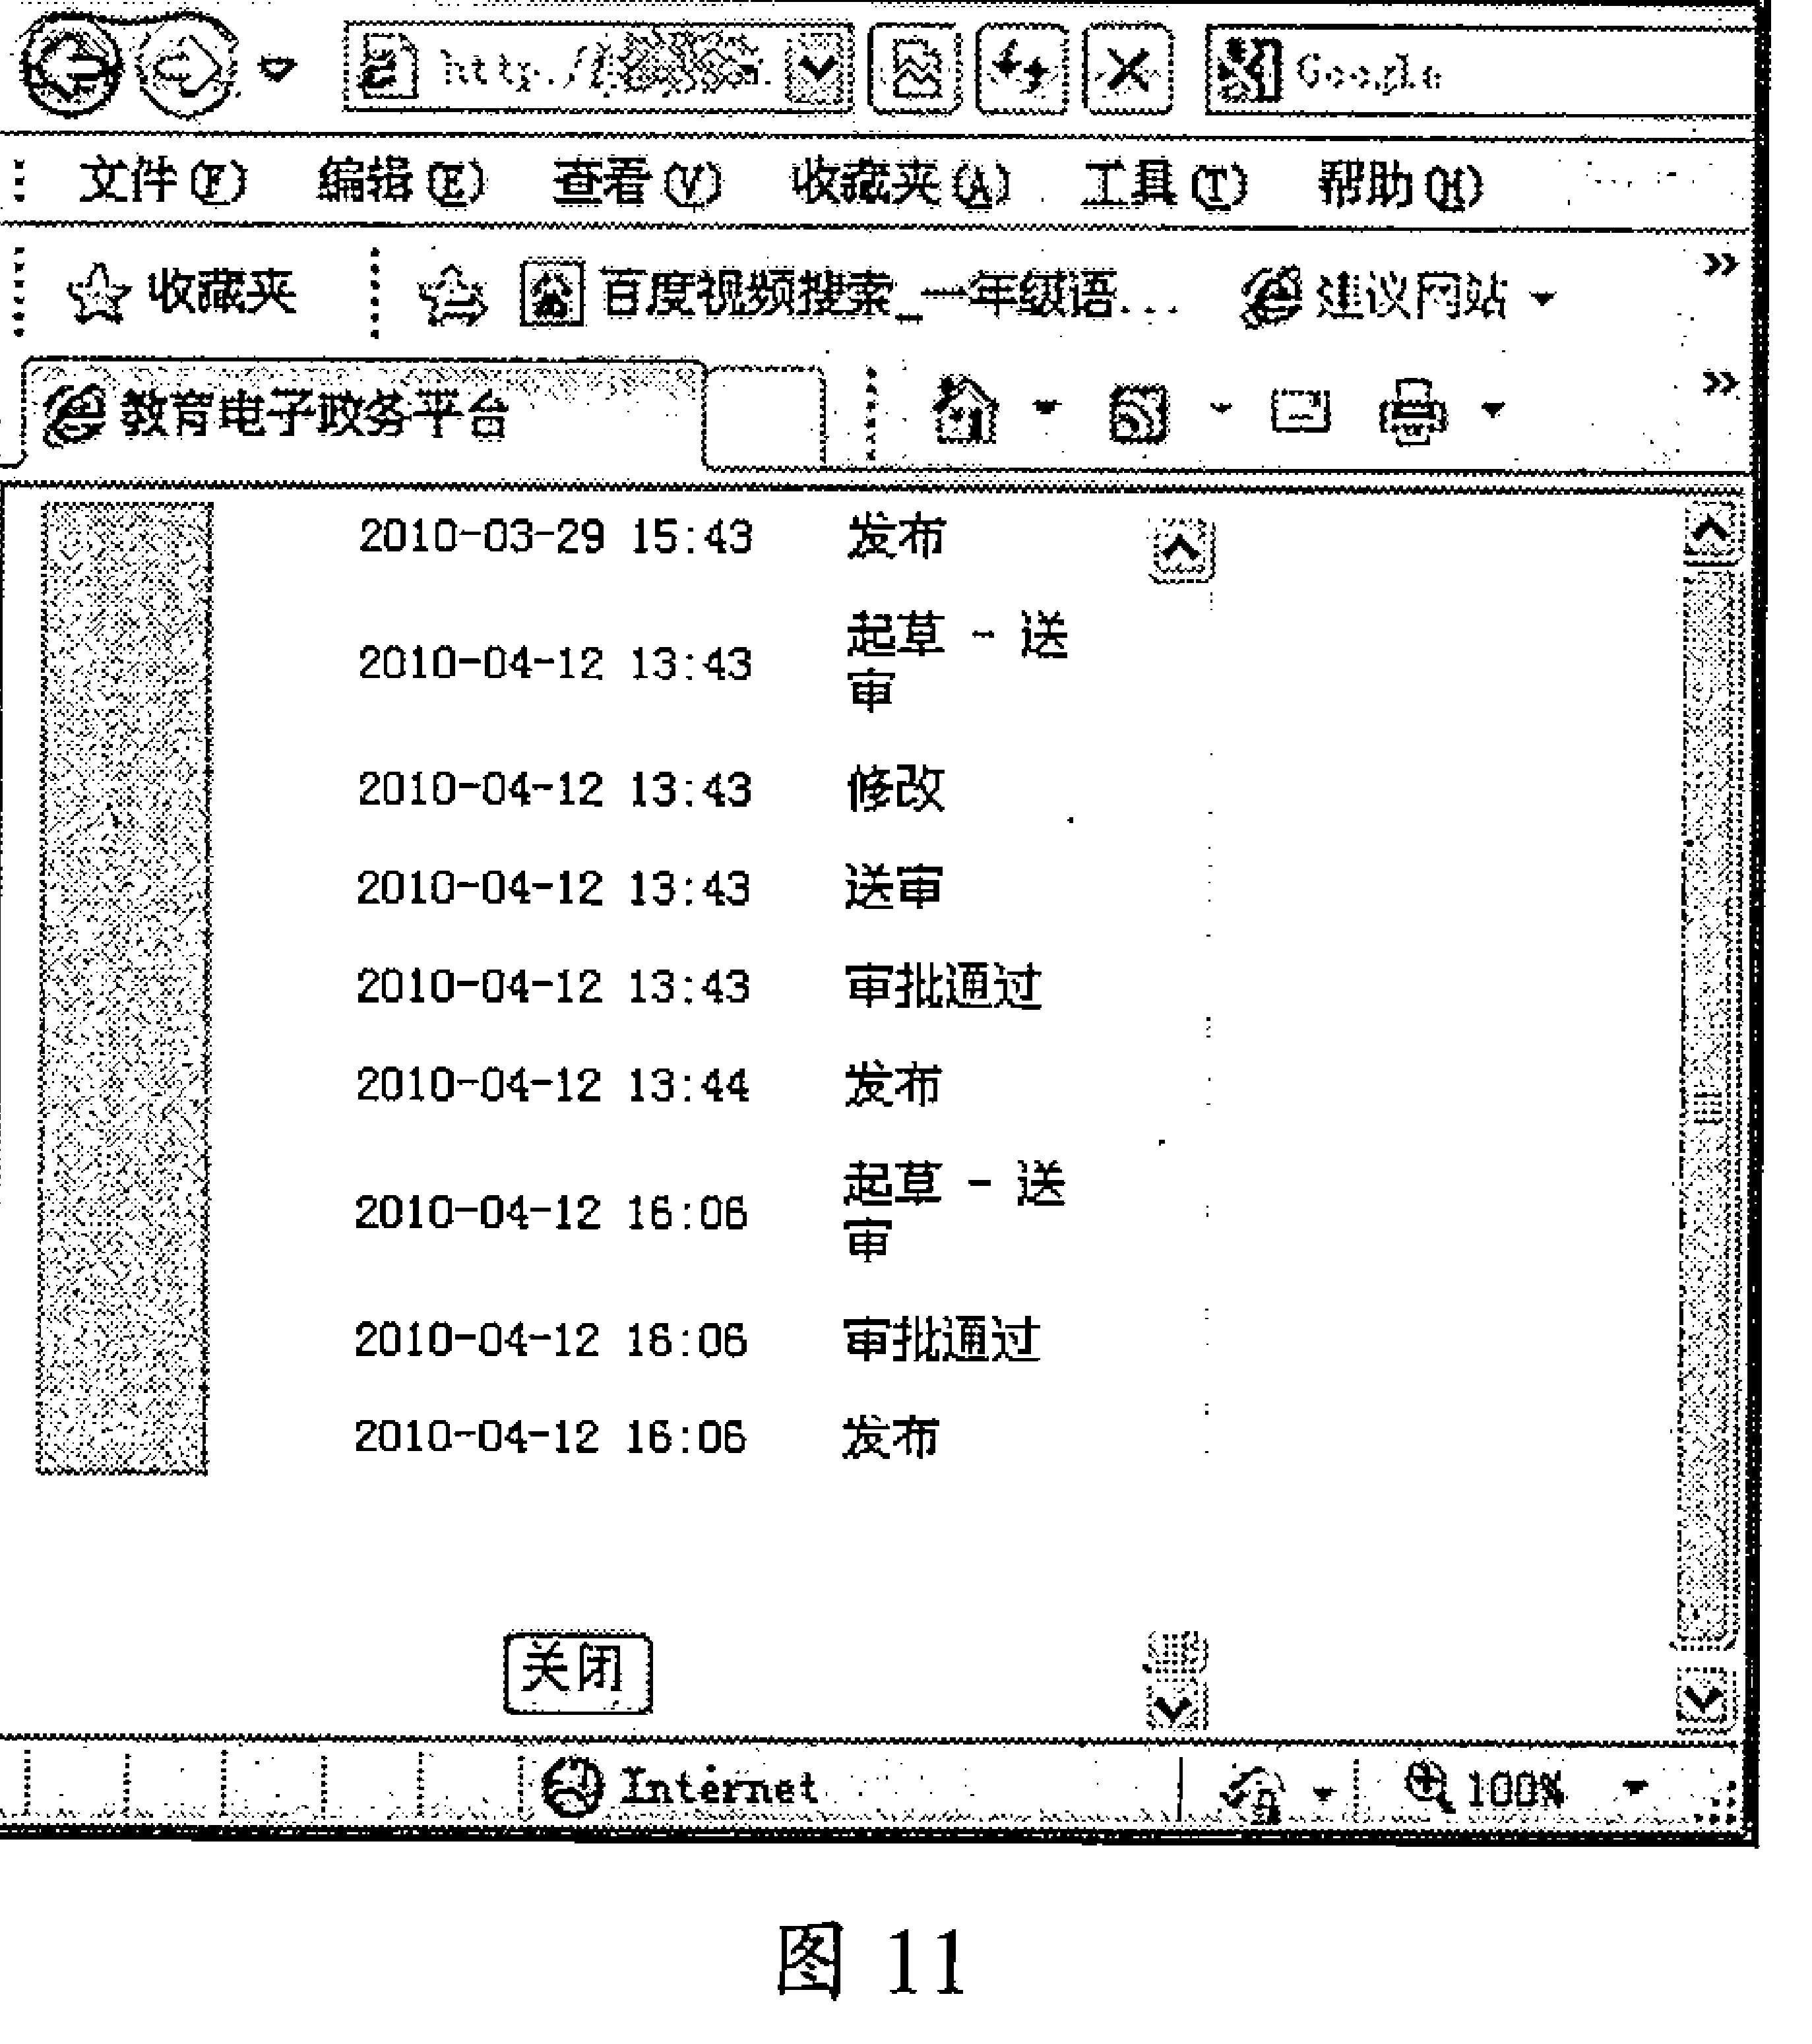 http://
Google
文件(F) 编辑(E) 查看(V) 收藏夹(A) 工具(T) 帮助(H)
收藏夹 百度视频搜索_一年级语... 建议网站
教育电子政务平台
2010-03-29 15:43 发布
2010-04-12 13:43 起草 - 送
审
2010-04-12 13:43 修改
2010-04-12 13:43 送审
2010-04-12 13:43 审批通过
2010-04-12 13:44 发布
2010-04-12 16:06 起草 - 送
审
2010-04-12 16:06 审批通过
2010-04-12 16:06 发布
关闭
Internet 100%
图 11